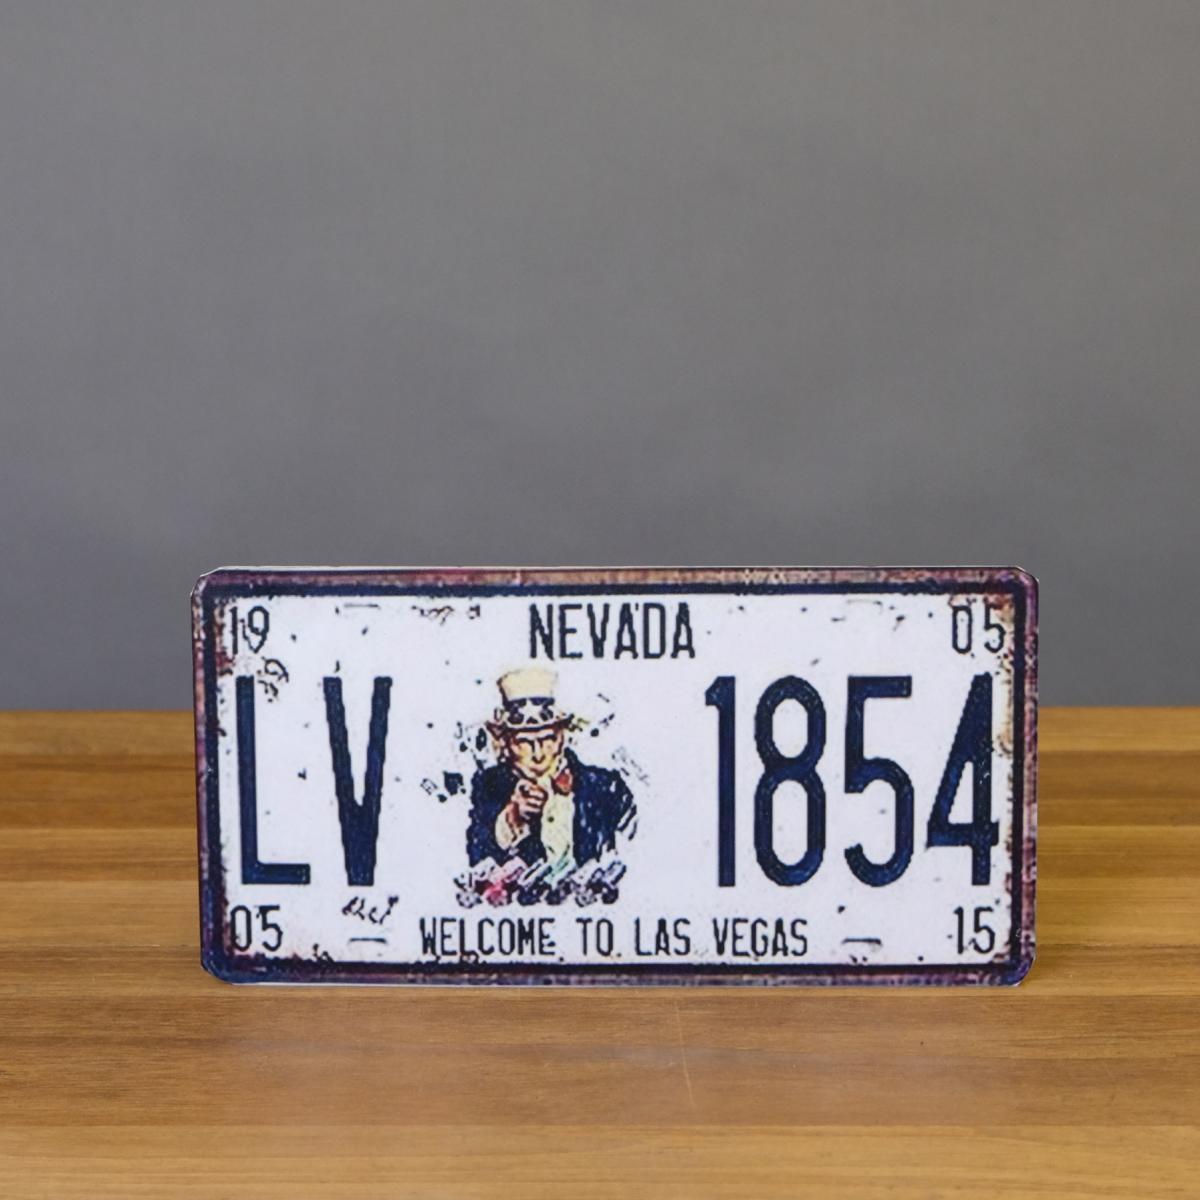 19 NEVADA 05
LV 1854
05 WELCOME TO LAS VEGAS 15